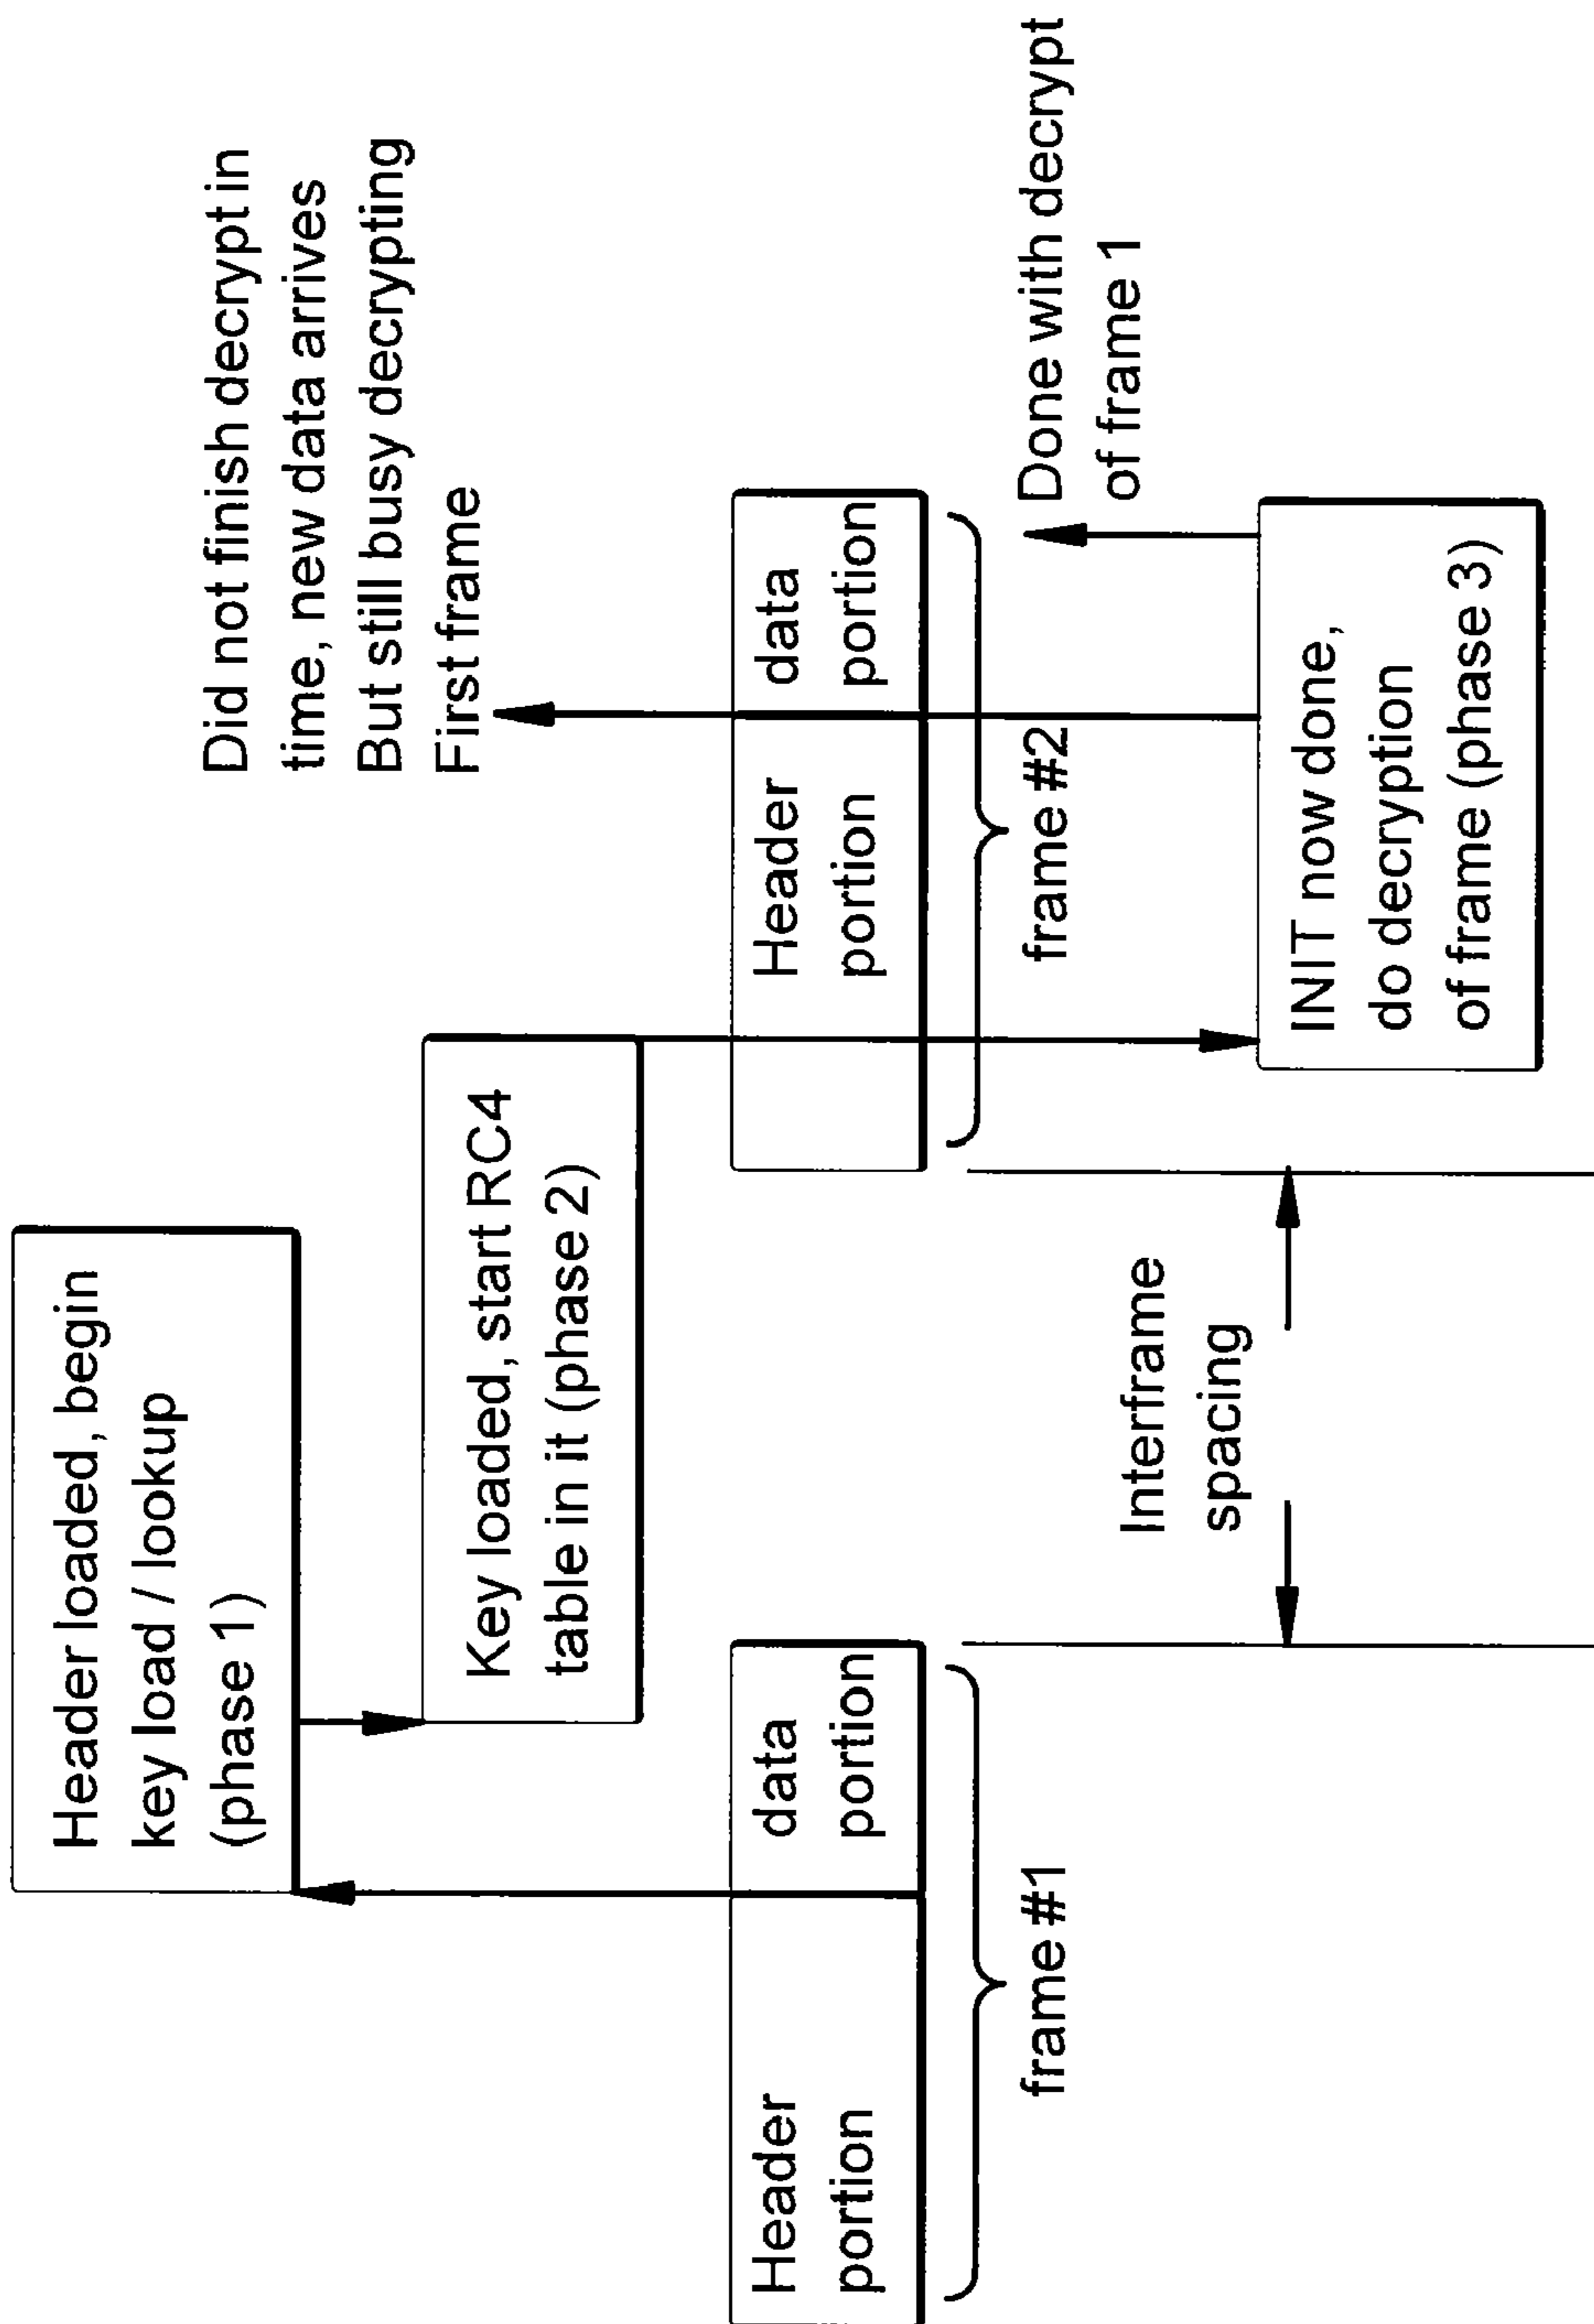 Header loaded, begin
key load / lookup
(phase 1)
Key loaded, start RC4
table in it (phase 2)
Did not finish decrypt in
time, new data arrives
But still busy decrypting
First frame
Header
portion
data
portion
Header
portion
data
portion
frame #1
frame #2
Done with decrypt
of frame 1
Interframe
spacing
INIT now done,
do decryption
of frame (phase 3)